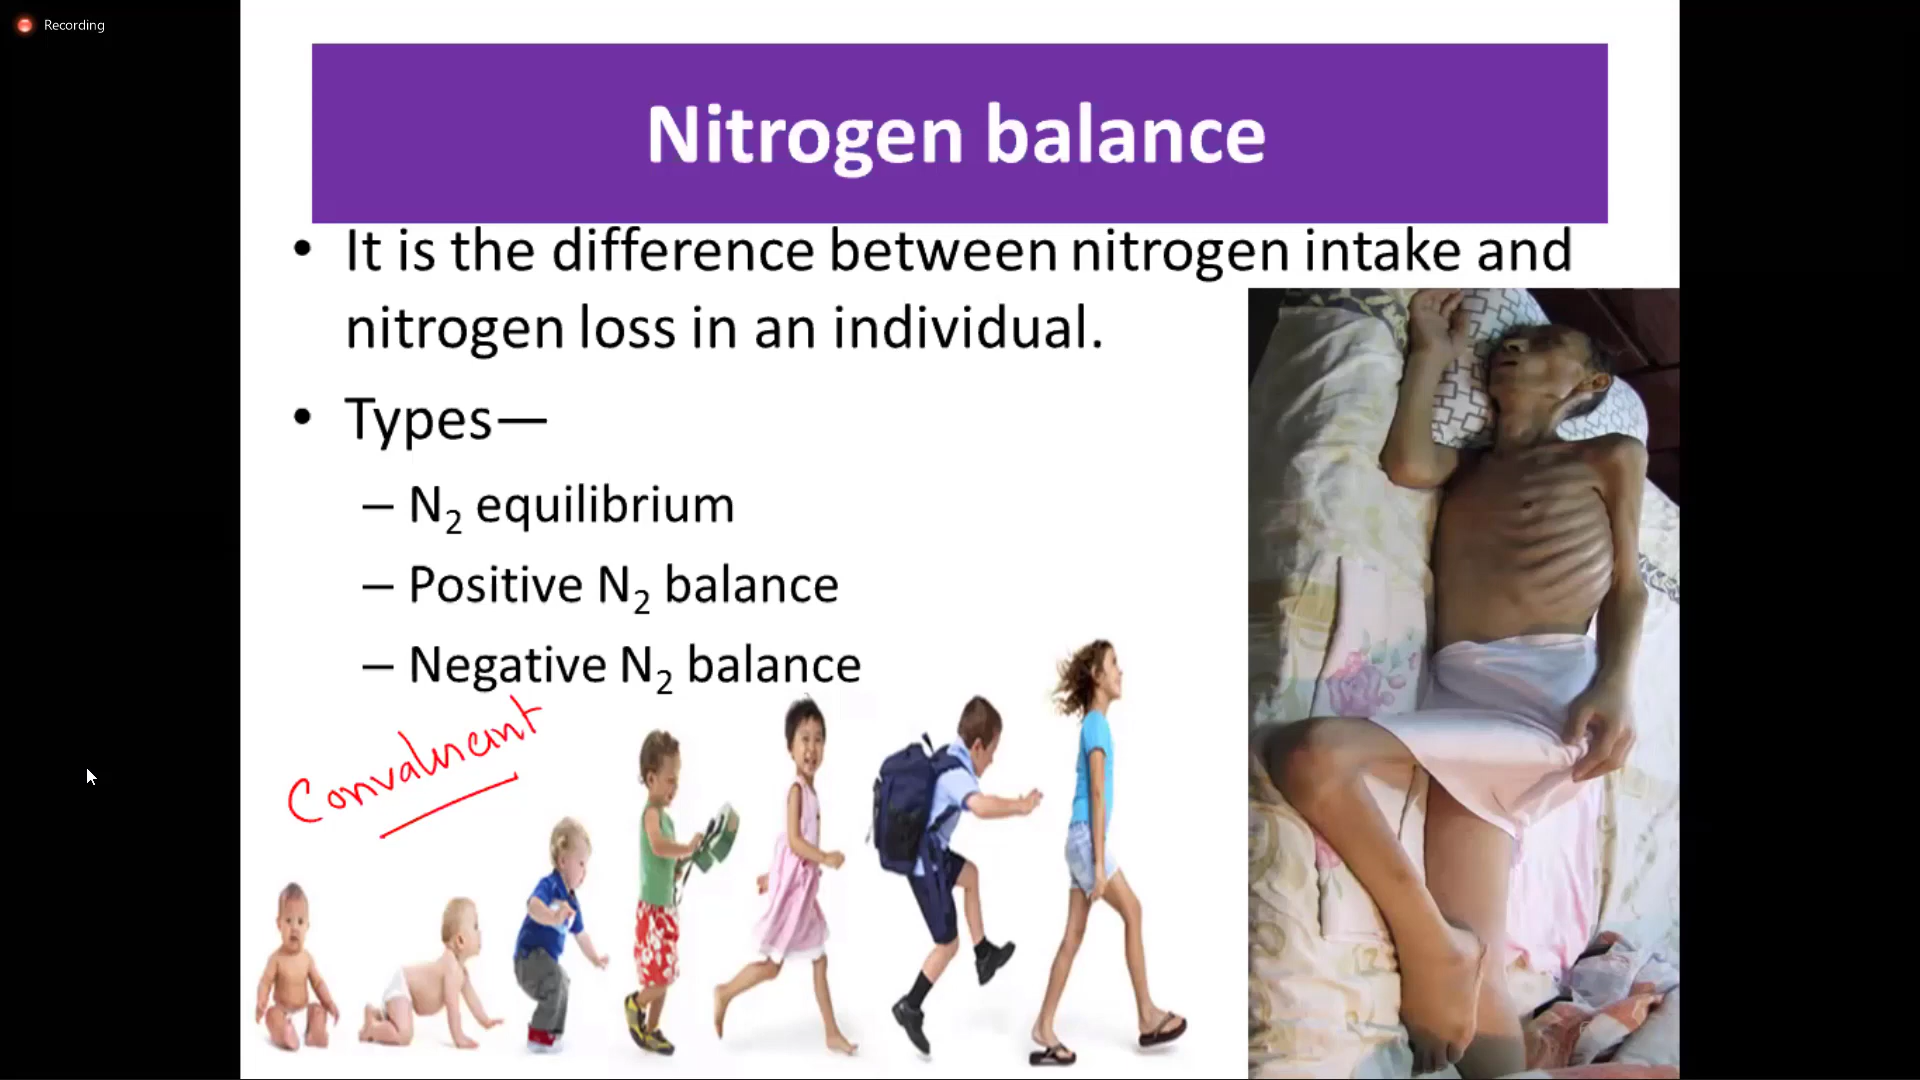 Recording
Nitrogen balance
• It is the difference between nitrogen intake and
nitrogen loss in an individual.
• Types—
– N₂ equilibrium
– Positive N₂ balance
– Negative N₂ balance